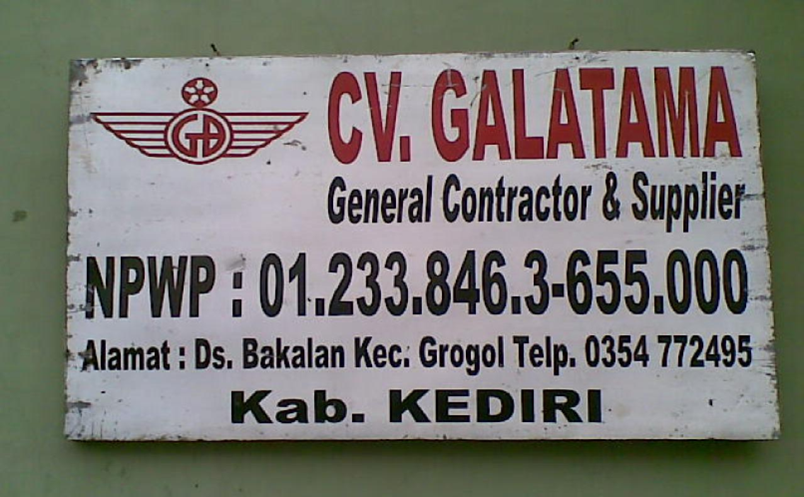 GA
CV. GALATAMA
General Contractor & Supplier
NPWP : 01.233.846.3-655.000
Alamat : Ds. Bakalan Kec. Grogol Telp. 0354 772495
Kab. KEDIRI